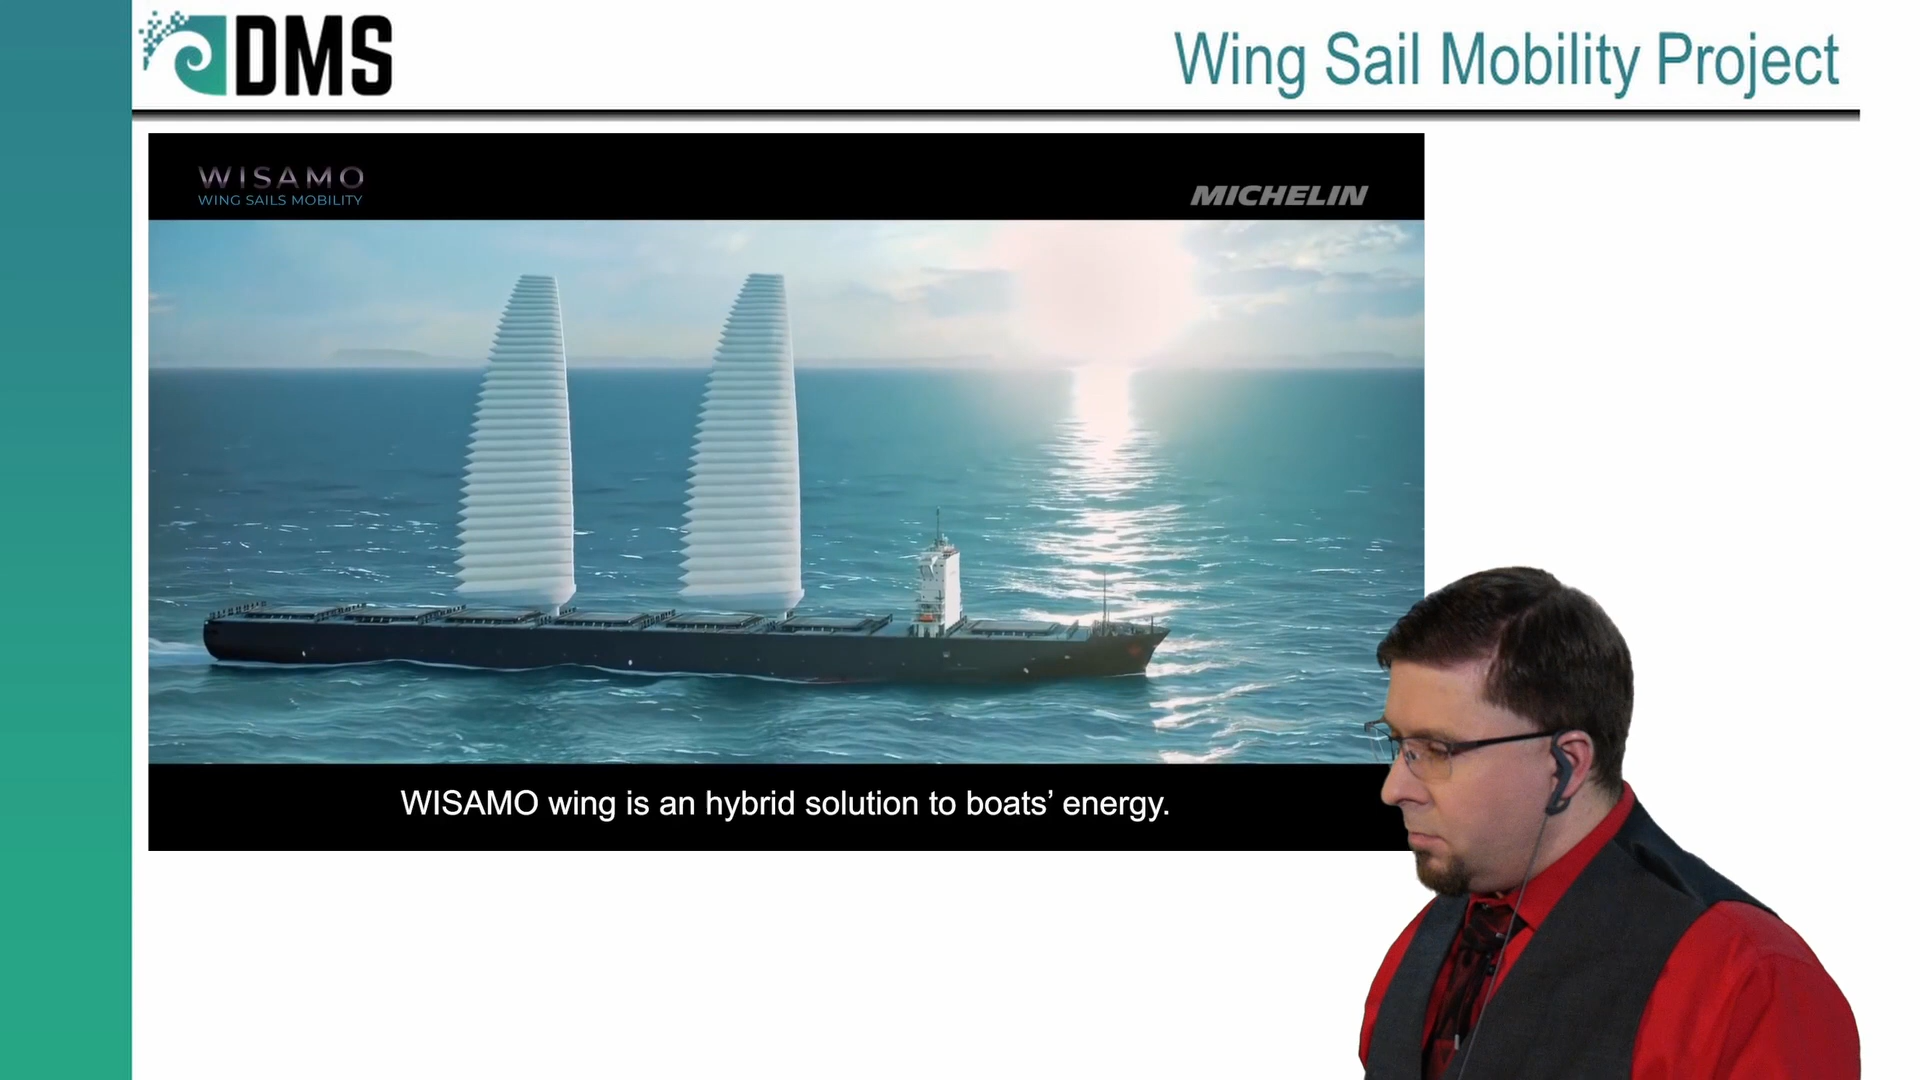 DMS
Wing Sail Mobility Project
WISAMO
WING SAILS MOBILITY
MICHELIN
WISAMO wing is an hybrid solution to boats’ energy.